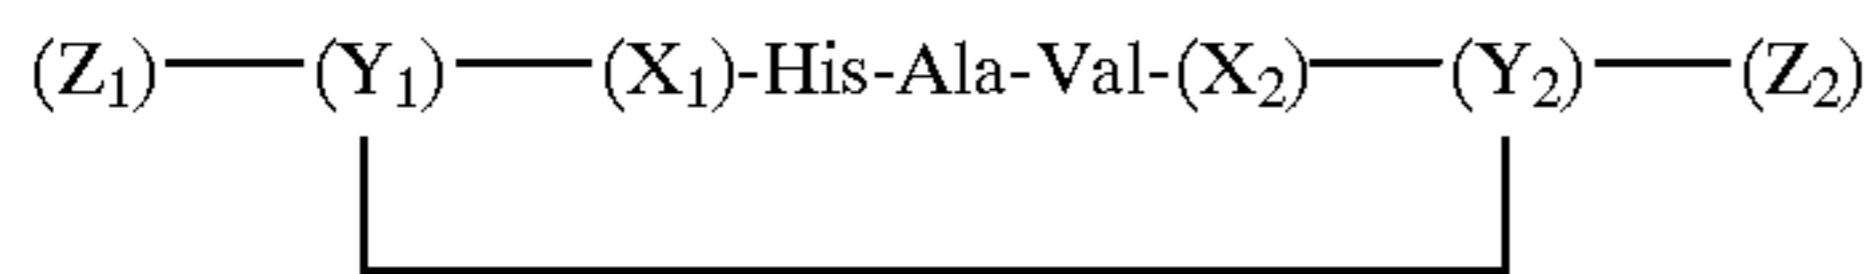 (Z₁)—(Y₁)—(X₁)-His-Ala-Val-(X₂)—(Y₂)—(Z₂)